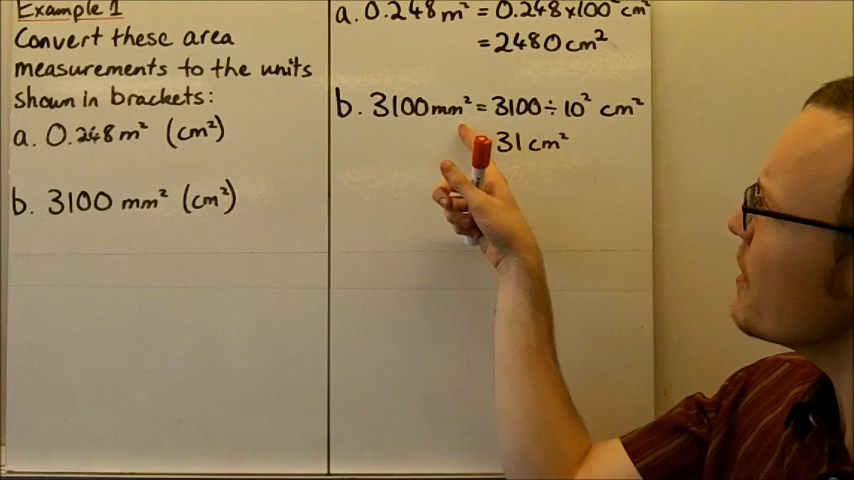 Example 1
Convert these area
measurements to the units
shown in brackets:
a. 0.248 m² (cm²)
b. 3100 mm² (cm²)
a. 0.248 m² = 0.248 x 100² cm²
= 2480 cm²
b. 3100 mm² = 3100 ÷ 10² cm²
31 cm²